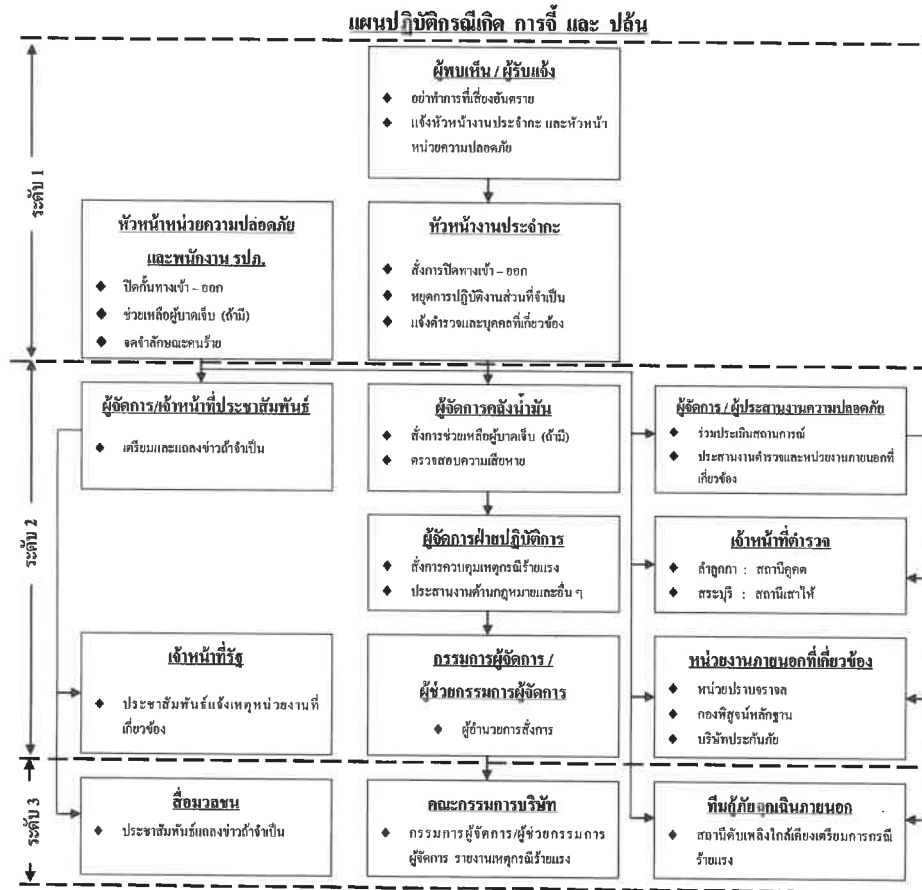 แผนปฏิบัติกรณีเกิด การจี้ และ ปล้น
ระดับ 1
ผู้พบเห็น / ผู้รับแจ้ง
◆ อย่าทำการที่เสี่ยงอันตราย
◆ แจ้งหัวหน้างานประจำกะ และหัวหน้า
หน่วยความปลอดภัย
หัวหน้าหน่วยความปลอดภัย
และพนักงาน รปภ.
◆ ปิดกั้นทางเข้า – ออก
◆ ช่วยเหลือผู้บาดเจ็บ (ถ้ามี)
◆ จดจำลักษณะคนร้าย
หัวหน้างานประจำกะ
◆ สั่งการปิดทางเข้า – ออก
◆ หยุดการปฏิบัติงานส่วนที่จำเป็น
◆ แจ้งตำรวจและบุคคลที่เกี่ยวข้อง
ระดับ 2
ผู้จัดการ/เจ้าหน้าที่ประชาสัมพันธ์
◆ เตรียมและแถลงข่าวถ้าจำเป็น
ผู้จัดการคลังน้ำมัน
◆ สั่งการช่วยเหลือผู้บาดเจ็บ (ถ้ามี)
◆ ตรวจสอบความเสียหาย
ผู้จัดการ / ผู้ประสานงานความปลอดภัย
◆ ร่วมประเมินสถานการณ์
◆ ประสานงานตำรวจและหน่วยงานภายนอกที่
เกี่ยวข้อง
ผู้จัดการฝ่ายปฏิบัติการ
◆ สั่งการควบคุมเหตุกรณีร้ายแรง
◆ ประสานงานด้านกฎหมายและอื่น ๆ
เจ้าหน้าที่ตำรวจ
◆ ลำลูกกา : สถานีคูคต
◆ สระบุรี : สถานีเสาไห้
เจ้าหน้าที่รัฐ
◆ ประชาสัมพันธ์แจ้งเหตุหน่วยงานที่
เกี่ยวข้อง
กรรมการผู้จัดการ /
ผู้ช่วยกรรมการผู้จัดการ
◆ ผู้อำนวยการสั่งการ
หน่วยงานภายนอกที่เกี่ยวข้อง
◆ หน่วยปราบจราจล
◆ กองพิสูจน์หลักฐาน
◆ บริษัทประกันภัย
ระดับ 3
สื่อมวลชน
◆ ประชาสัมพันธ์แถลงข่าวถ้าจำเป็น
คณะกรรมการบริษัท
◆ กรรมการผู้จัดการ/ผู้ช่วยกรรมการ
ผู้จัดการ รายงานเหตุกรณีร้ายแรง
ทีมกู้ภัยฉุกเฉินภายนอก
◆ สถานีดับเพลิงใกล้เคียงเตรียมการกรณี
ร้ายแรง